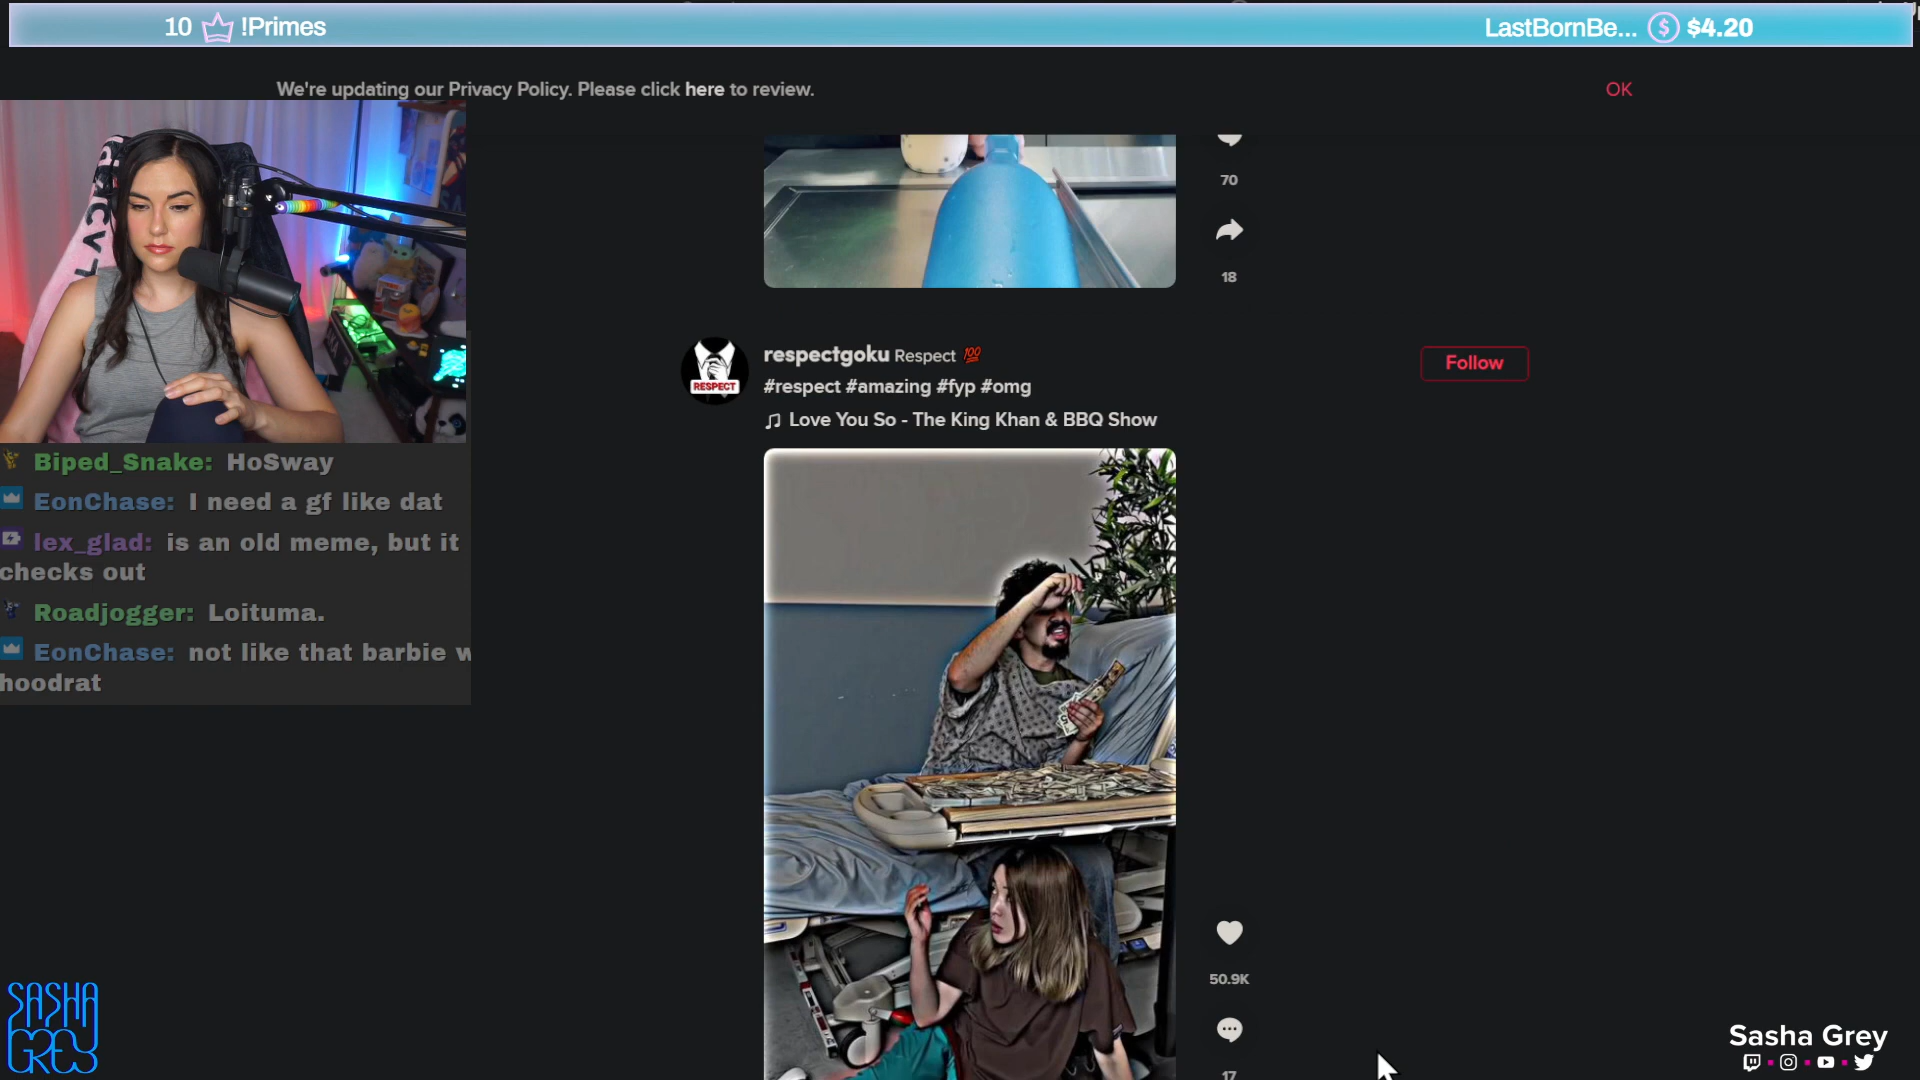 10 !Primes
LastBornBe... $ $4.20
We're updating our Privacy Policy. Please click here to review.
OK
70
18
respectgoku Respect 💯
RESPECT
#respect #amazing #fyp #omg
Follow
♫ Love You So - The King Khan & BBQ Show
Biped_Snake: HoSway
EonChase: I need a gf like dat
lex_glad: is an old meme, but it
checks out
Roadjogger: Loituma.
EonChase: not like that barbie w
hoodrat
50.9K
17
SASHA
GREY
Sasha Grey